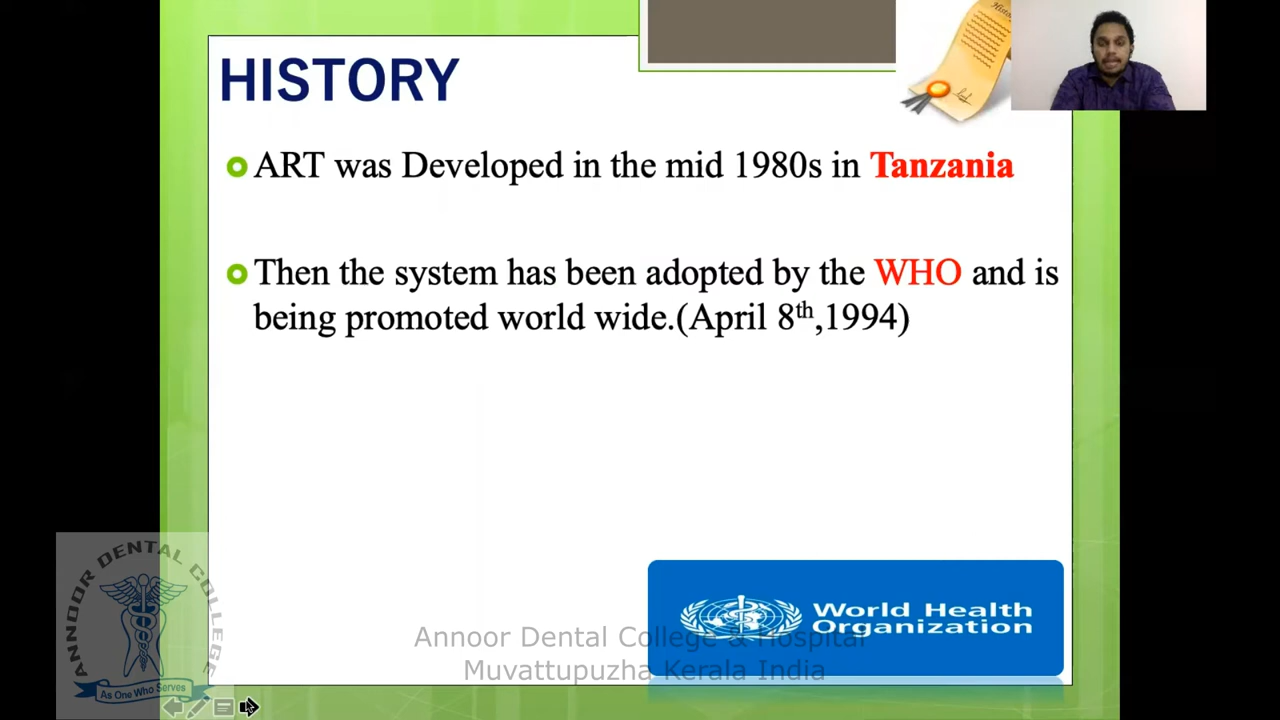 HISTORY
ART was Developed in the mid 1980s in Tanzania
Then the system has been adopted by the WHO and is
being promoted world wide.(April 8th,1994)
World Health
Organization
Annoor Dental College & Hospital
Muvattupuzha Kerala India
ANNOOR DENTAL COLLEGE
As One Who Serves